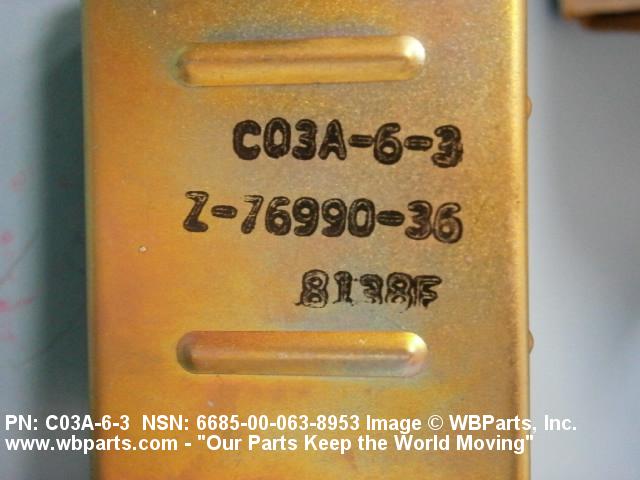 C03A-6-3
Z-76990-36
8138F
PN: C03A-6-3 NSN: 6685-00-063-8953 Image © WBParts, Inc.
www.wbparts.com - "Our Parts Keep the World Moving"